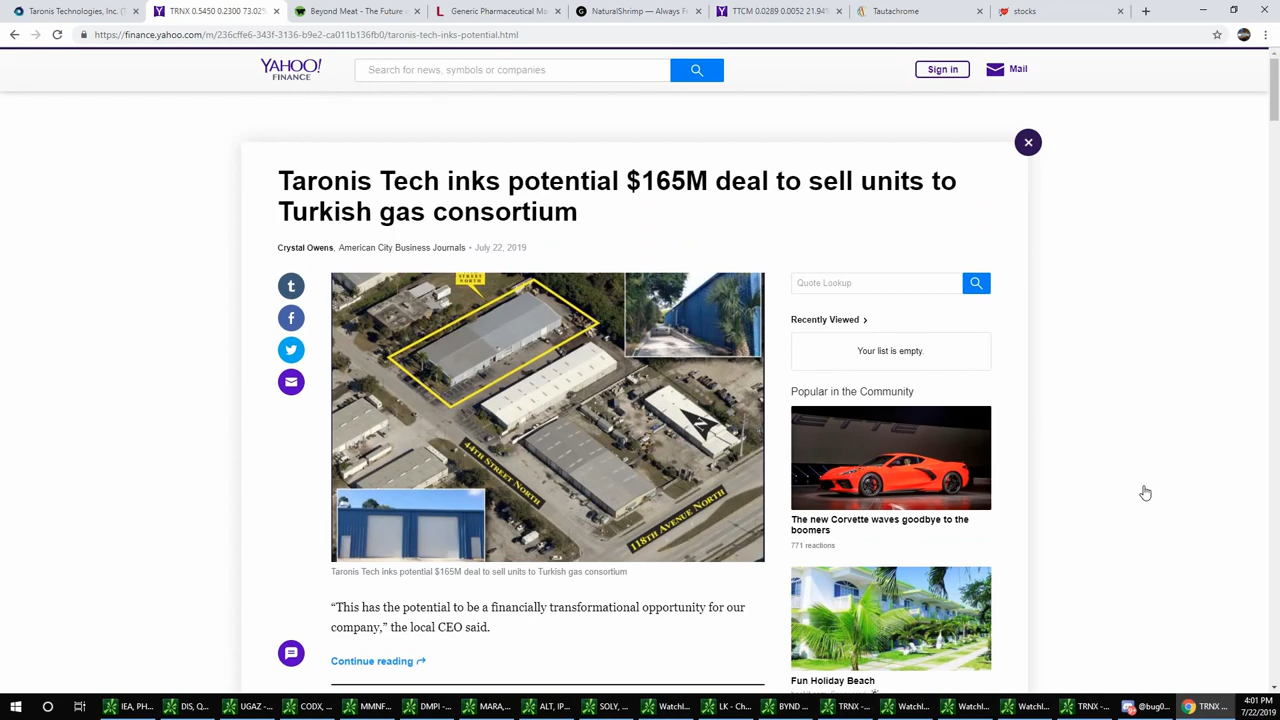 Taronis Technologies, Inc. (T
TRNX 0.5450 0.2300 73.02%
Beyond Meat - The Future o
Generic Pharmaceutical Ma
NaturalShrimp — Always Fr
TTCM 0.0289 0.0052 21.94%
Tautachrome
stocks
https://finance.yahoo.com/m/236cffe6-343f-3136-b9e2-ca011b136fb0/taronis-tech-inks-potential.html
YAHOO!
FINANCE
Search for news, symbols or companies
Sign in
Mail
Taronis Tech inks potential $165M deal to sell units to
Turkish gas consortium
Crystal Owens, American City Business Journals • July 22, 2019
STREET
NORTH
N
44TH STREET NORTH
118TH AVENUE NORTH
Taronis Tech inks potential $165M deal to sell units to Turkish gas consortium
“This has the potential to be a financially transformational opportunity for our
company,” the local CEO said.
Continue reading
Quote Lookup
Recently Viewed
Your list is empty.
Popular in the Community
The new Corvette waves goodbye to the
boomers
771 reactions
Fun Holiday Beach
IEA, PH...
DIS, Q...
UGAZ -...
CODX, ...
MMNF...
DMPI -...
MARA,...
ALT, IP...
SOLY, ...
Watchl...
LK - Ch...
BYND ...
TRNX -...
Watchl...
Watchl...
Watchl...
TRNX -...
@bug0...
TRNX ...
4:01 PM
7/22/2019